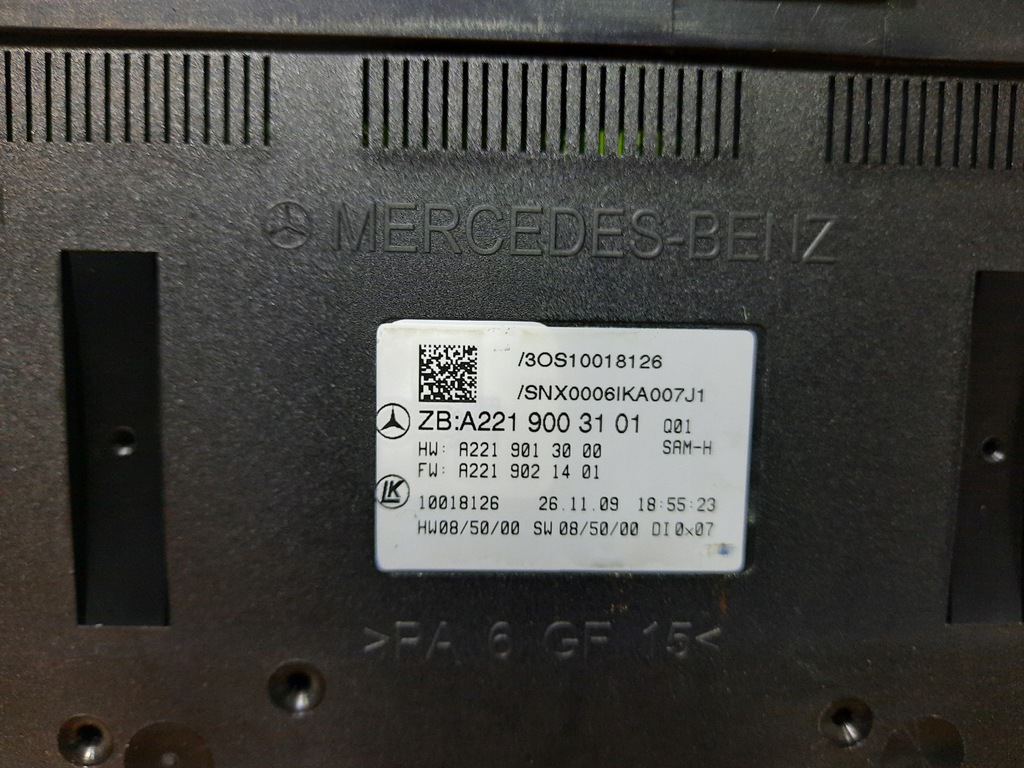 MERCEDES-BENZ
/3OS10018126
/SNX0006IKA007J1
ZB:A221 900 31 01 Q01
HW: A221 901 30 00 SAM-H
FW: A221 902 14 01
LK
10018126 26.11.09 18:55:23
HW08/50/00 SW 08/50/00 DI0x07
>PA 6 GF 15<